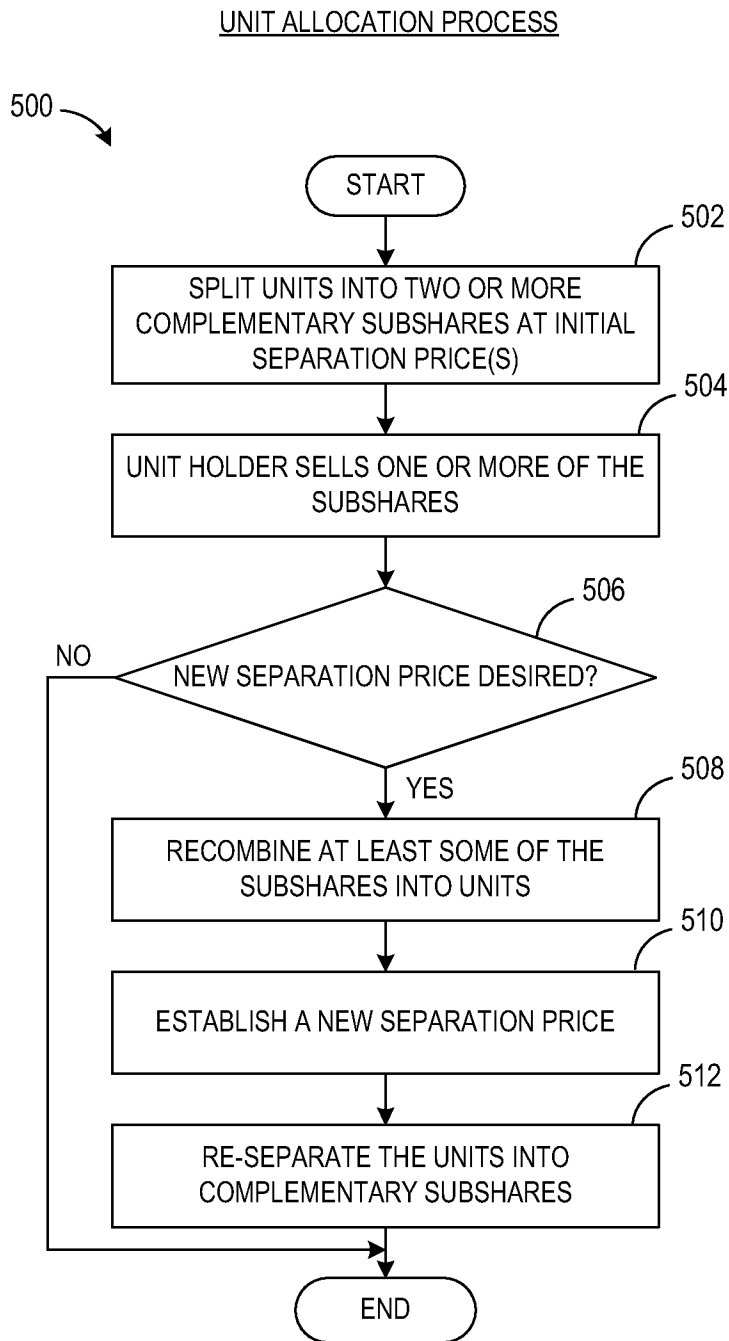 UNIT ALLOCATION PROCESS
500
START
502
SPLIT UNITS INTO TWO OR MORE
COMPLEMENTARY SUBSHARES AT INITIAL
SEPARATION PRICE(S)
504
UNIT HOLDER SELLS ONE OR MORE OF THE
SUBSHARES
506
NO
NEW SEPARATION PRICE DESIRED?
YES
508
RECOMBINE AT LEAST SOME OF THE
SUBSHARES INTO UNITS
510
ESTABLISH A NEW SEPARATION PRICE
512
RE-SEPARATE THE UNITS INTO
COMPLEMENTARY SUBSHARES
END